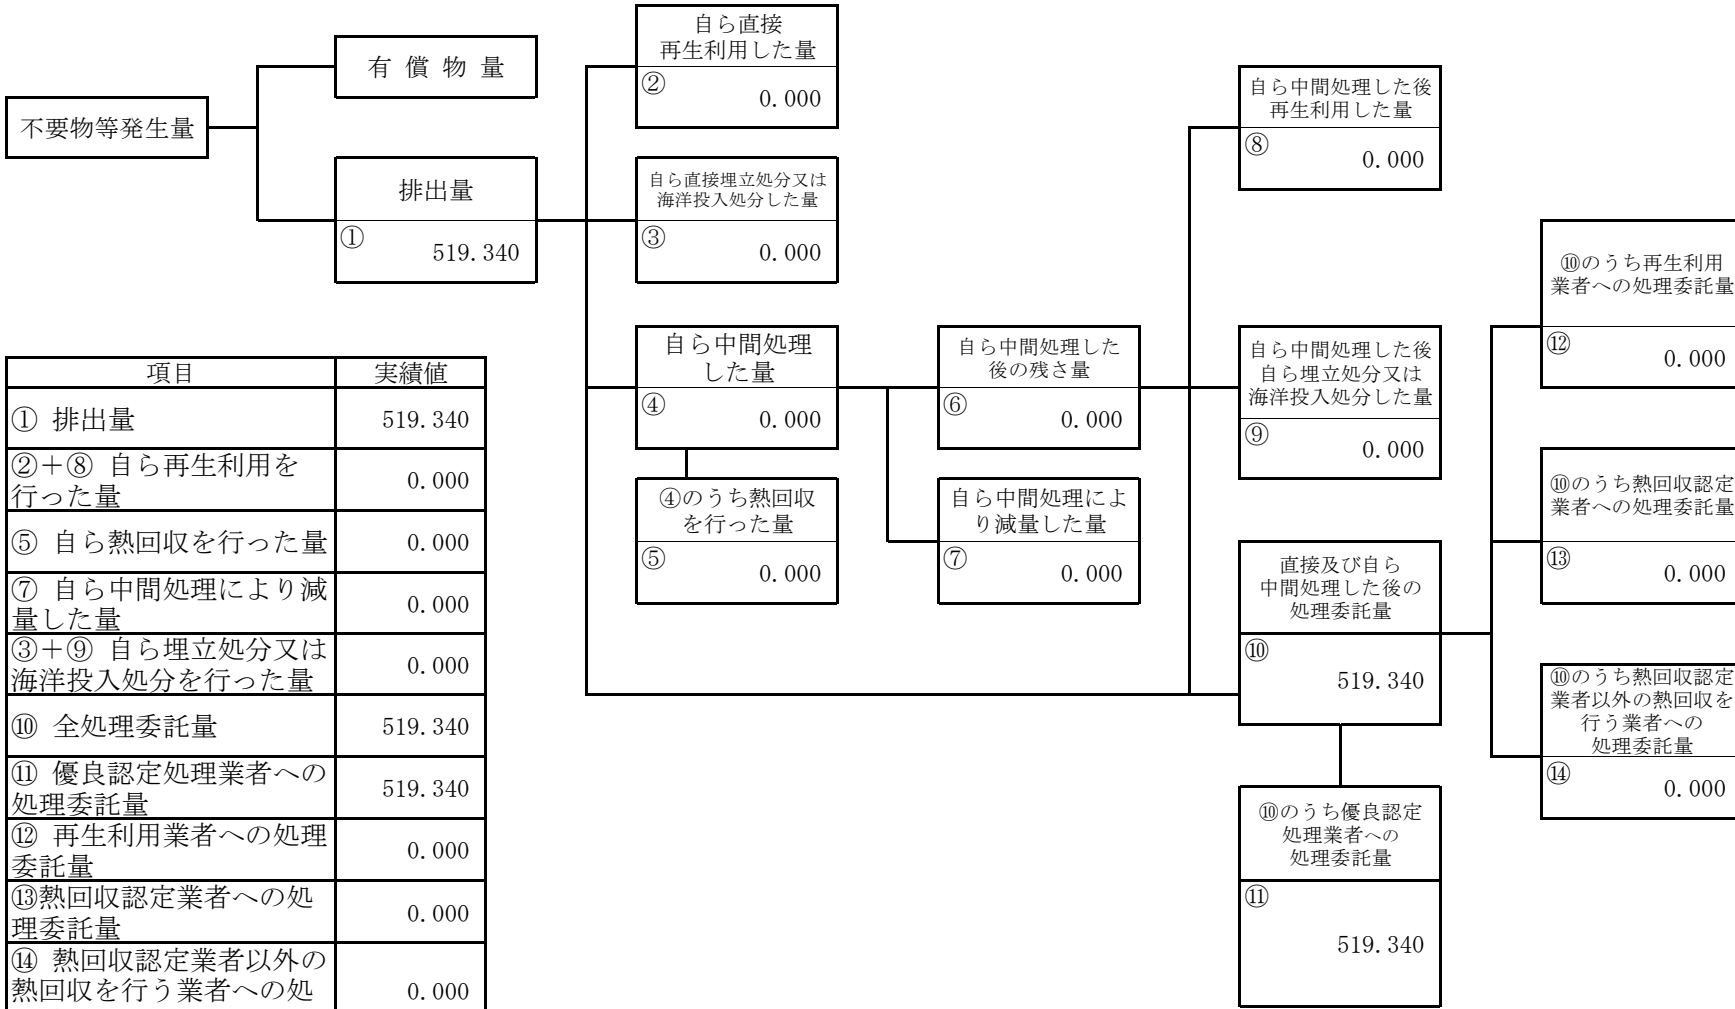 不要物等発生量
有 償 物 量
排出量
①
519.340
自ら直接
再生利用した量
②
0.000
自ら直接埋立処分又は
海洋投入処分した量
③
0.000
自ら中間処理
した量
④
0.000
④のうち熱回収
を行った量
⑤
0.000
自ら中間処理した
後の残さ量
⑥
0.000
自ら中間処理によ
り減量した量
⑦
0.000
自ら中間処理した後
再生利用した量
⑧
0.000
自ら中間処理した後
自ら埋立処分又は
海洋投入処分した量
⑨
0.000
直接及び自ら
中間処理した後の
処理委託量
⑩
519.340
⑩のうち優良認定
処理業者への
処理委託量
⑪
519.340
⑩のうち再生利用
業者への処理委託量
⑫
0.000
⑩のうち熱回収認定
業者への処理委託量
⑬
0.000
⑩のうち熱回収認定
業者以外の熱回収を
行う業者への
処理委託量
⑭
0.000
項目 実績値
① 排出量 519.340
②＋⑧ 自ら再生利用を
行った量 0.000
⑤ 自ら熱回収を行った量 0.000
⑦ 自ら中間処理により減
量した量 0.000
③＋⑨ 自ら埋立処分又は
海洋投入処分を行った量 0.000
⑩ 全処理委託量 519.340
⑪ 優良認定処理業者への
処理委託量 519.340
⑫ 再生利用業者への処理
委託量 0.000
⑬熱回収認定業者への処
理委託量 0.000
⑭ 熱回収認定業者以外の
熱回収を行う業者への処 0.000